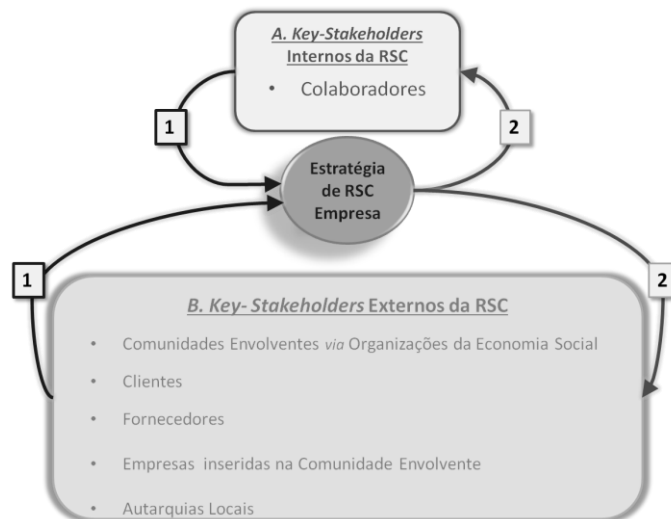 A. Key-Stakeholders
Internos da RSC
• Colaboradores
1
2
Estratégia
de RSC
Empresa
1
2
B. Key- Stakeholders Externos da RSC
• Comunidades Envolventes via Organizações da Economia Social
• Clientes
• Fornecedores
• Empresas inseridas na Comunidade Envolvente
• Autarquias Locais